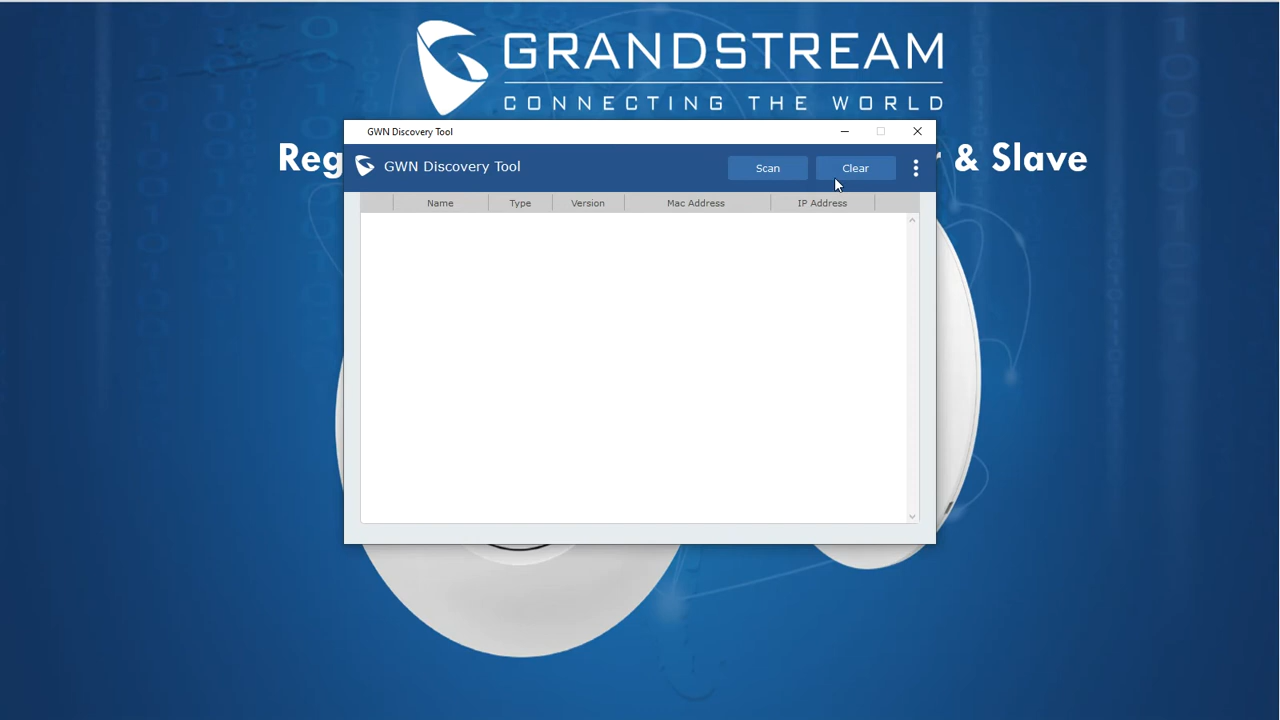 GRANDSTREAM
CONNECTING THE WORLD
GWN Discovery Tool
Reg & Slave
GWN Discovery Tool Scan Clear
Name Type Version Mac Address IP Address